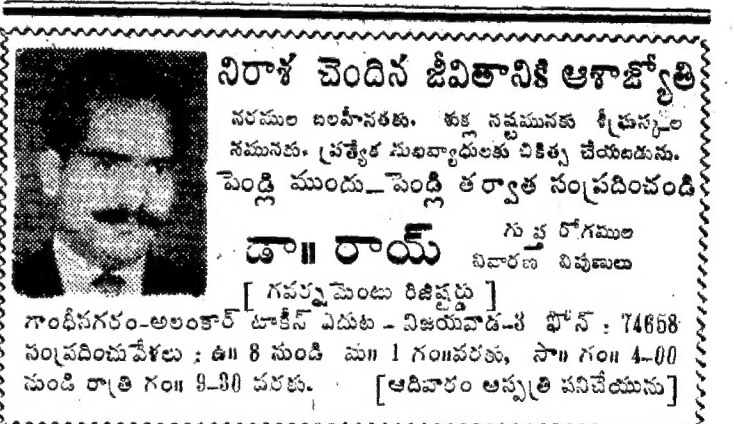 నిరాశ చెందిన జీవితానికి ఆశాజ్యోతి
నరముల బలహీనతకు. శుక్ల నష్టమునకు శీఘ్రస్కల
నమునకు. ప్రత్యేక సుఖవ్యాధులకు చికిత్స చేయబడును.
పెండ్లి ముందు_పెండ్లి తర్వాత సంప్రదించండి
డా॥ రాయ్
గుప్త రోగముల
నివారణ నిపుణులు
[ గవర్నమెంటు రిజిష్టర్డు ]
గాంధీనగరం-అలంకార్ టాకీస్ ఎదుట - విజయవాడ-3 ఫోన్ : 74658
సంప్రదించువేళలు : ఉ॥ 8 నుండి మ॥ 1 గం॥వరకు, సా॥ గం॥ 4-00
నుండి రాత్రి గం॥ 9-30 వరకు. [ఆదివారం ఆస్పత్రి పనిచేయును]